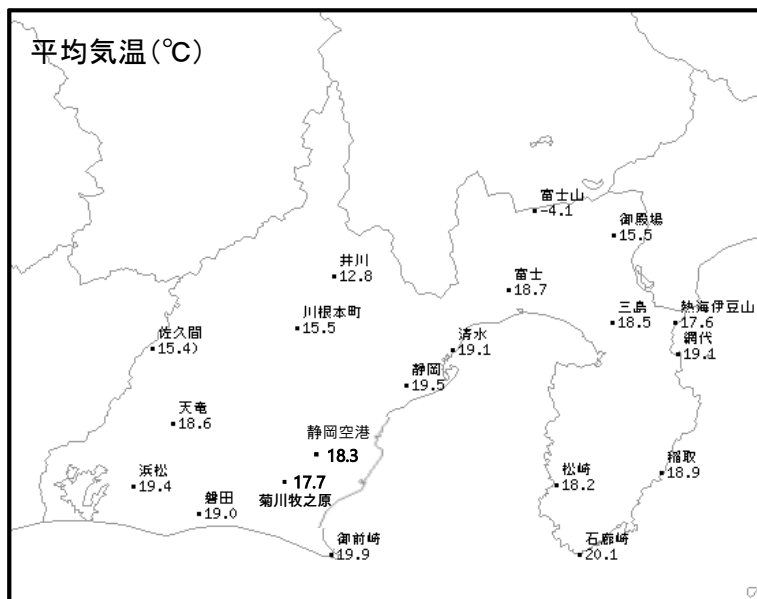 平均気温(℃)
富士山
-4.1
御殿場
15.5
井川
12.8
富士
18.7
川根本町
15.5
三島
18.5
熱海伊豆山
17.6
佐久間
15.4)
清水
19.1
網代
19.1
静岡
19.5
天竜
18.6
静岡空港
18.3
浜松
19.4
17.7
菊川牧之原
松崎
18.2
稲取
18.9
磐田
19.0
御前崎
19.9
石廊崎
20.1